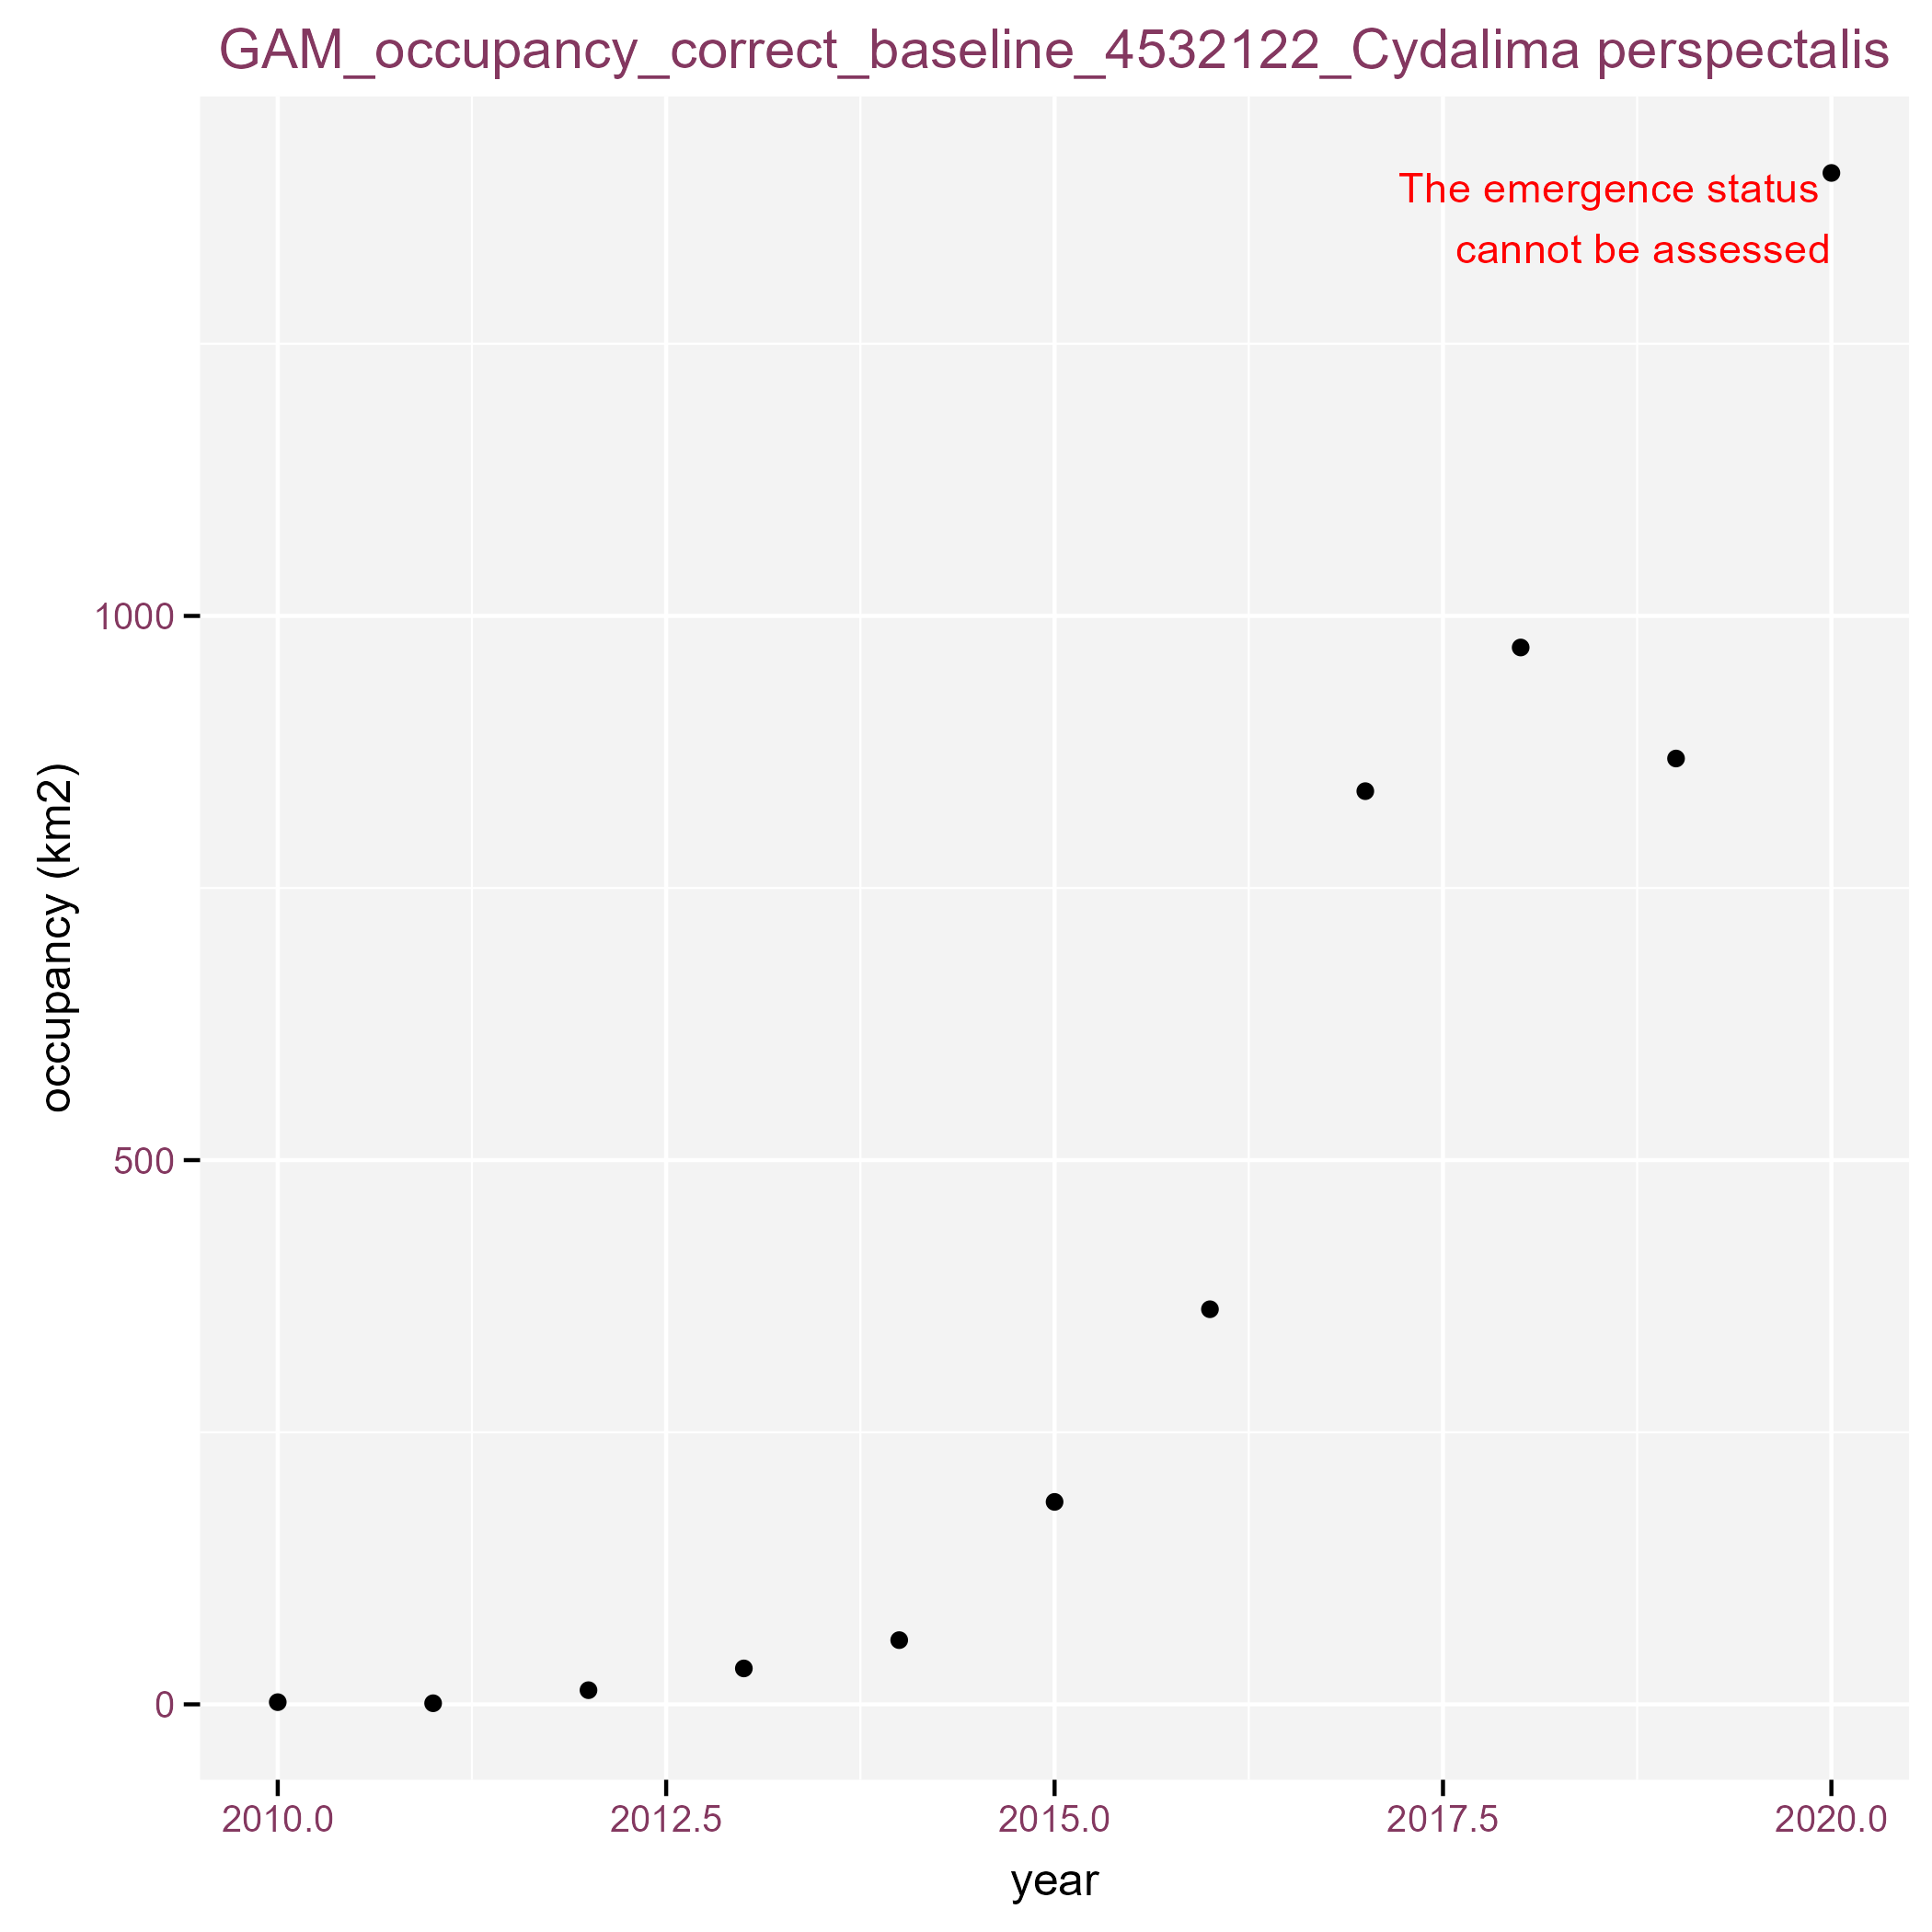 GAM_occupancy_correct_baseline_4532122_Cydalima perspectalis
The emergence status
cannot be assessed
1000
500
0
occupancy (km2)
2010.0 2012.5 2015.0 2017.5 2020.0
year